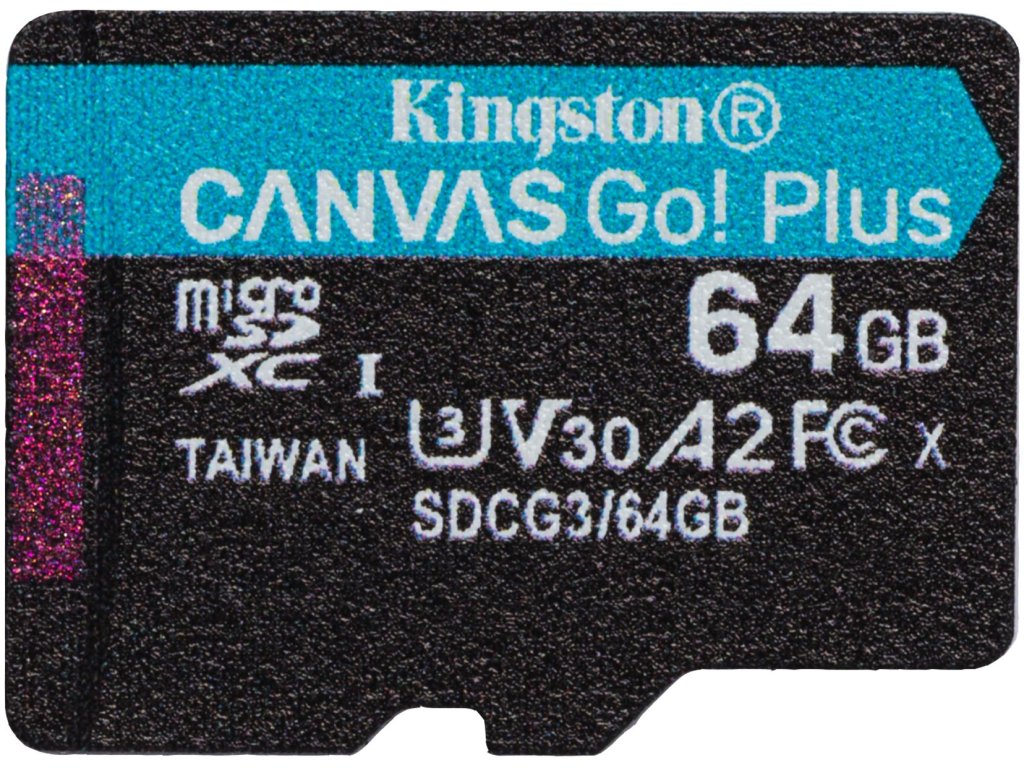 Kingston®
CANVAS Go! Plus
micro SD XC I
64GB
TAIWAN
U3 V30 A2 FC X
SDCG3/64GB